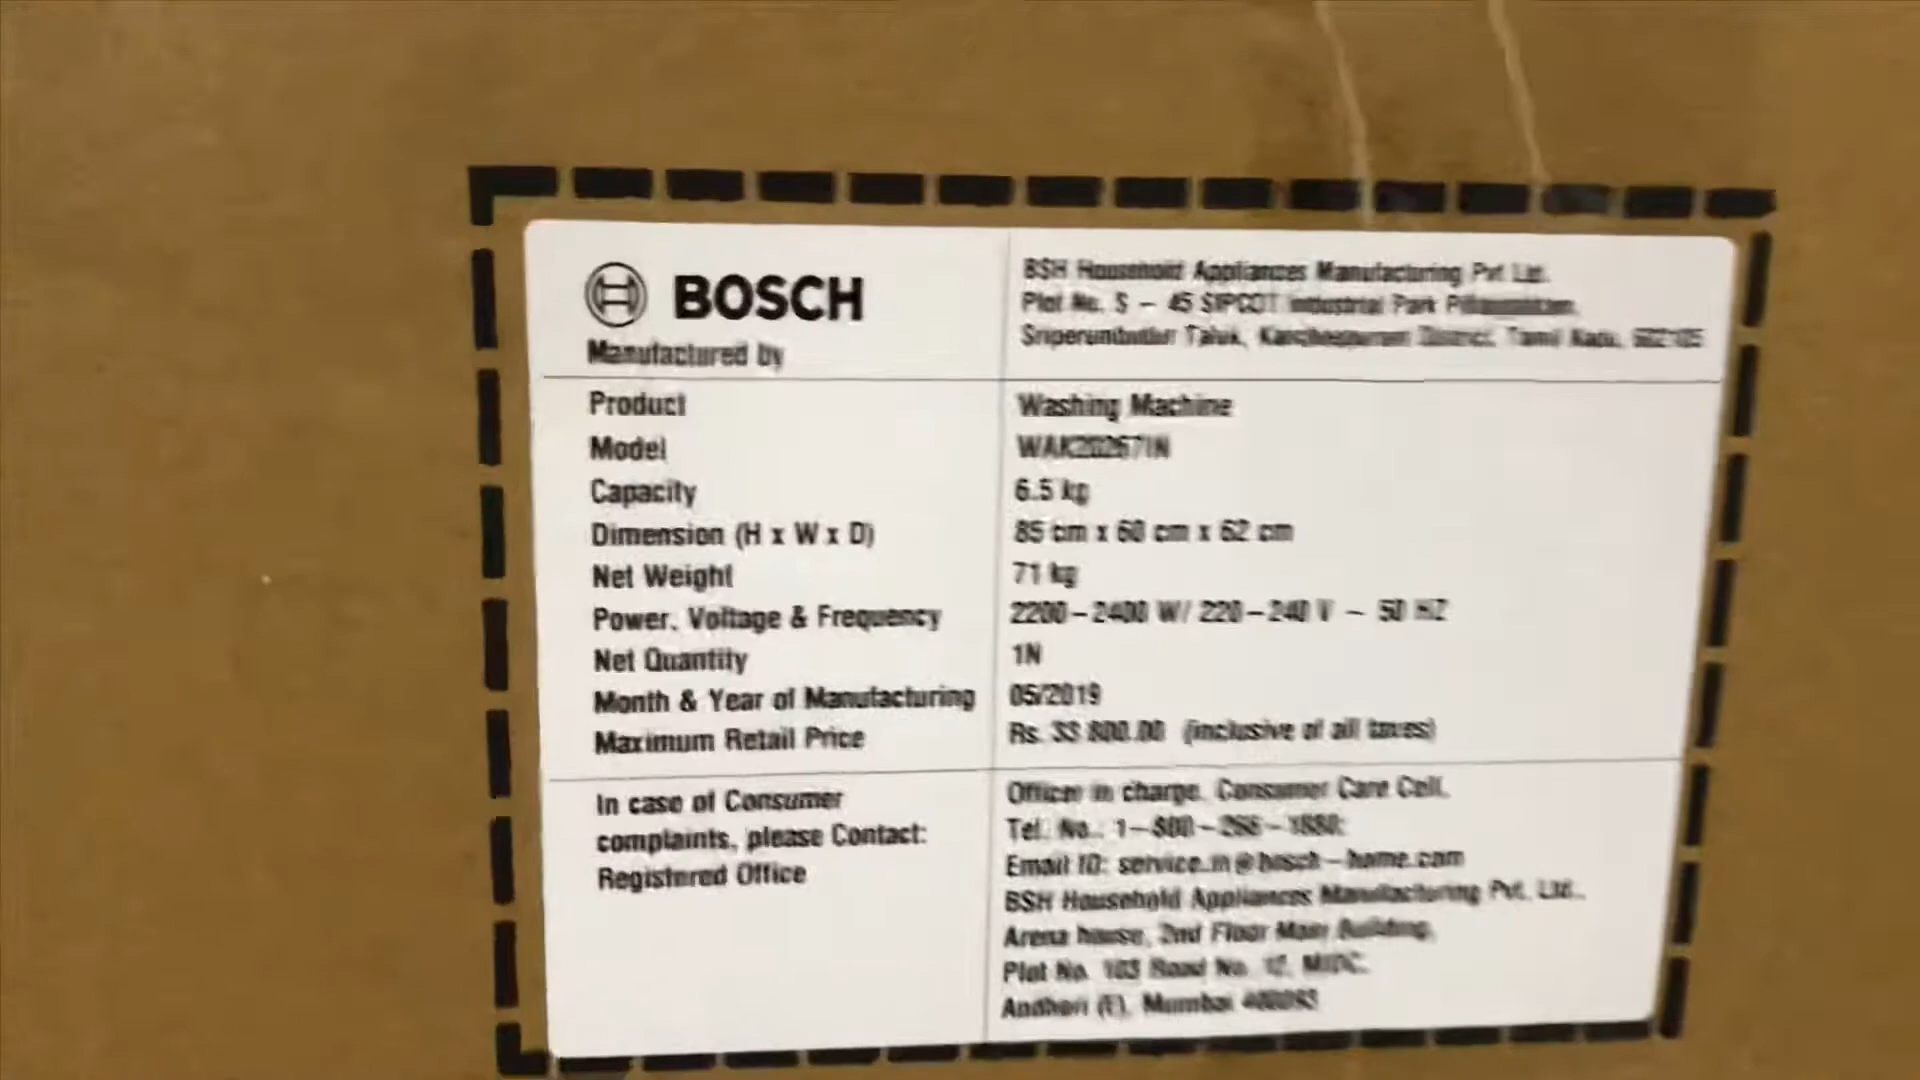 BOSCH
Manufactured by
BSH Household Appliances Manufacturing Pvt Ltd.
Plot No. S - 45 SIPCOT Industrial Park
Sriperumbudur Taluk, Kancheepuram District, Tamil Nadu, 602105
Product Washing Machine
Model WAK20267IN
Capacity 6.5 kg
Dimension (H x W x D) 85 cm x 60 cm x 62 cm
Net Weight 71 kg
Power, Voltage & Frequency 2200-2400 W/ 220-240 V ~ 50 HZ
Net Quantity 1N
Month & Year of Manufacturing 05/2019
Maximum Retail Price Rs. 33 800.00 (inclusive of all taxes)
In case of Consumer
complaints, please Contact:
Registered Office
Officer in charge, Consumer Care Cell,
Tel. No.: 1-800-266-1880;
Email ID: service.in@bosch-home.com
BSH Household Appliances Manufacturing Pvt. Ltd.,
Arena house, 2nd Floor Main Building,
Plot No. 103 Road No. 12, MIDC,
Andheri (E), Mumbai 400093